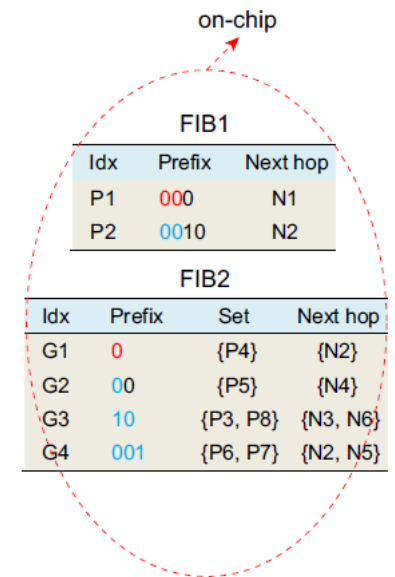 on-chip
FIB1
Idx Prefix Next hop
P1 000 N1
P2 0010 N2
FIB2
Idx Prefix Set Next hop
G1 0 {P4} {N2}
G2 00 {P5} {N4}
G3 10 {P3, P8} {N3, N6}
G4 001 {P6, P7} {N2, N5}